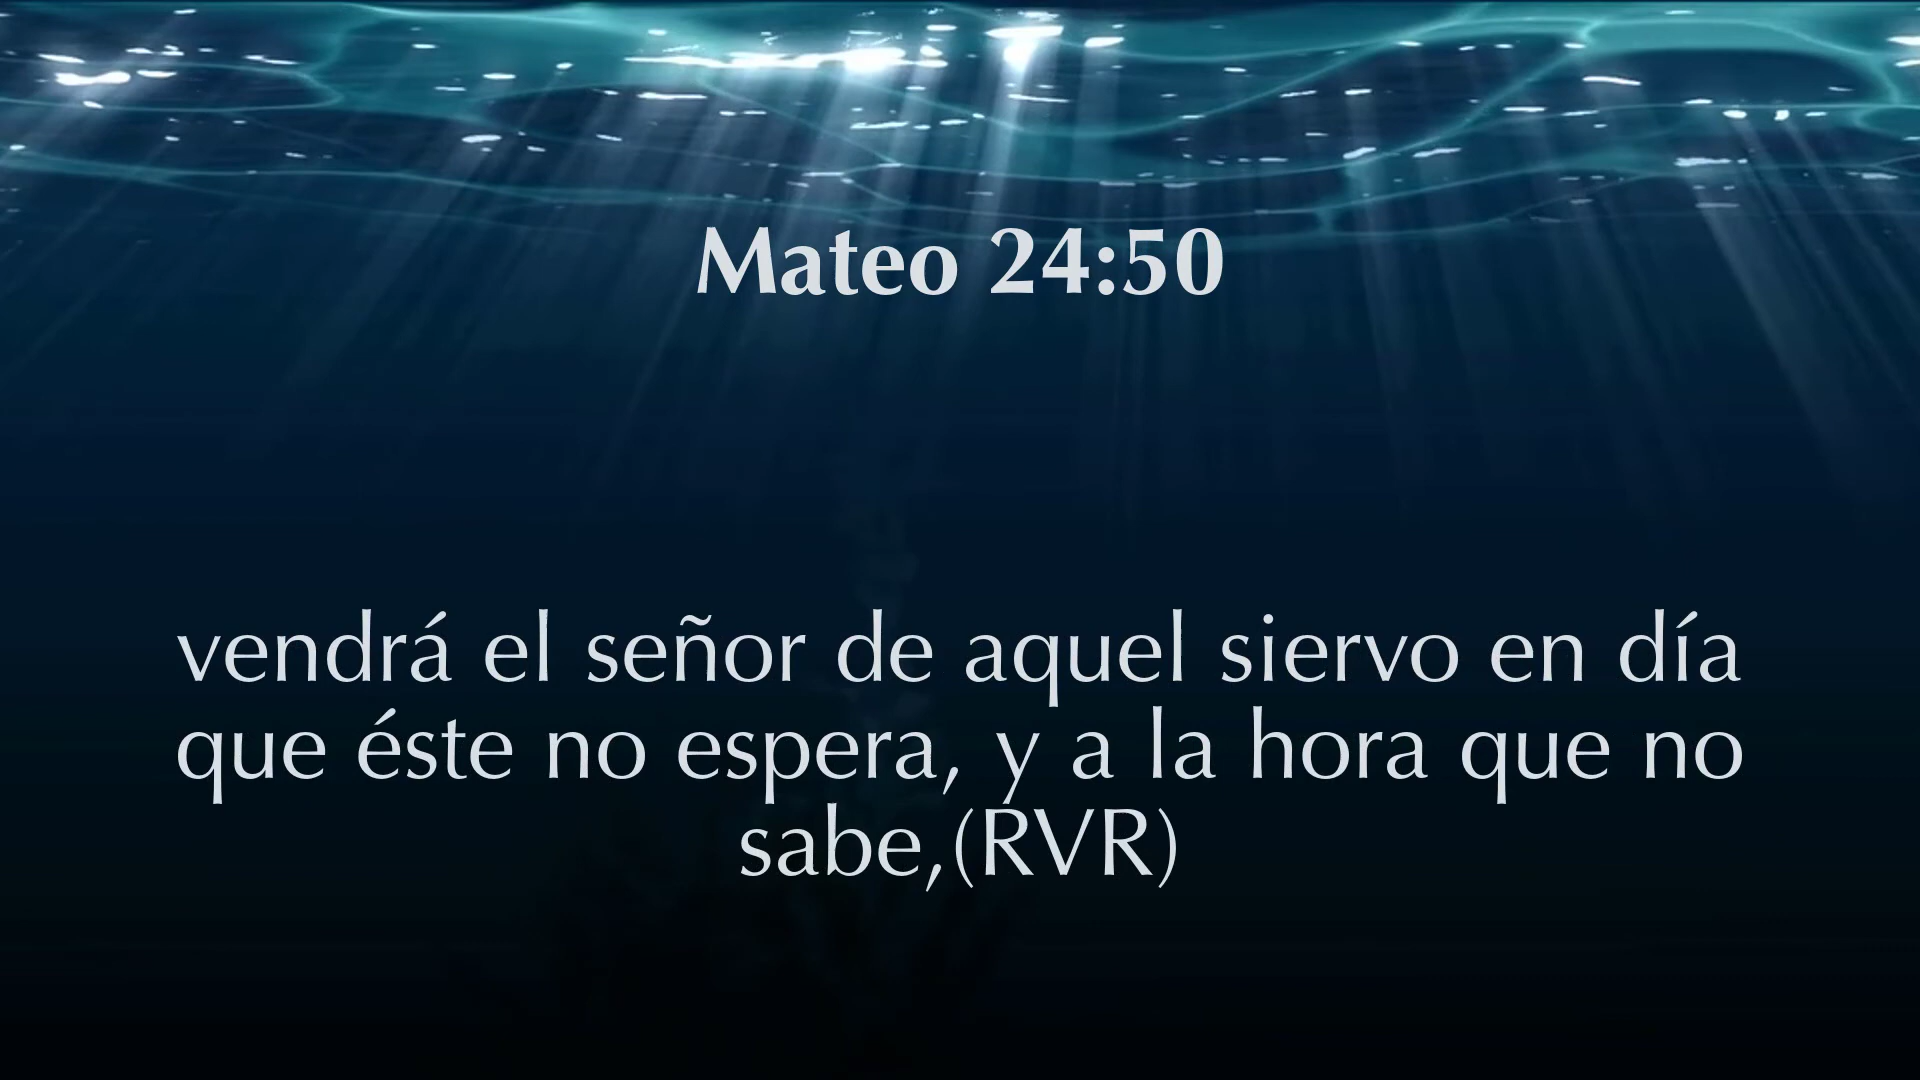 Mateo 24:50
vendrá el señor de aquel siervo en día
que éste no espera, y a la hora que no
sabe,(RVR)